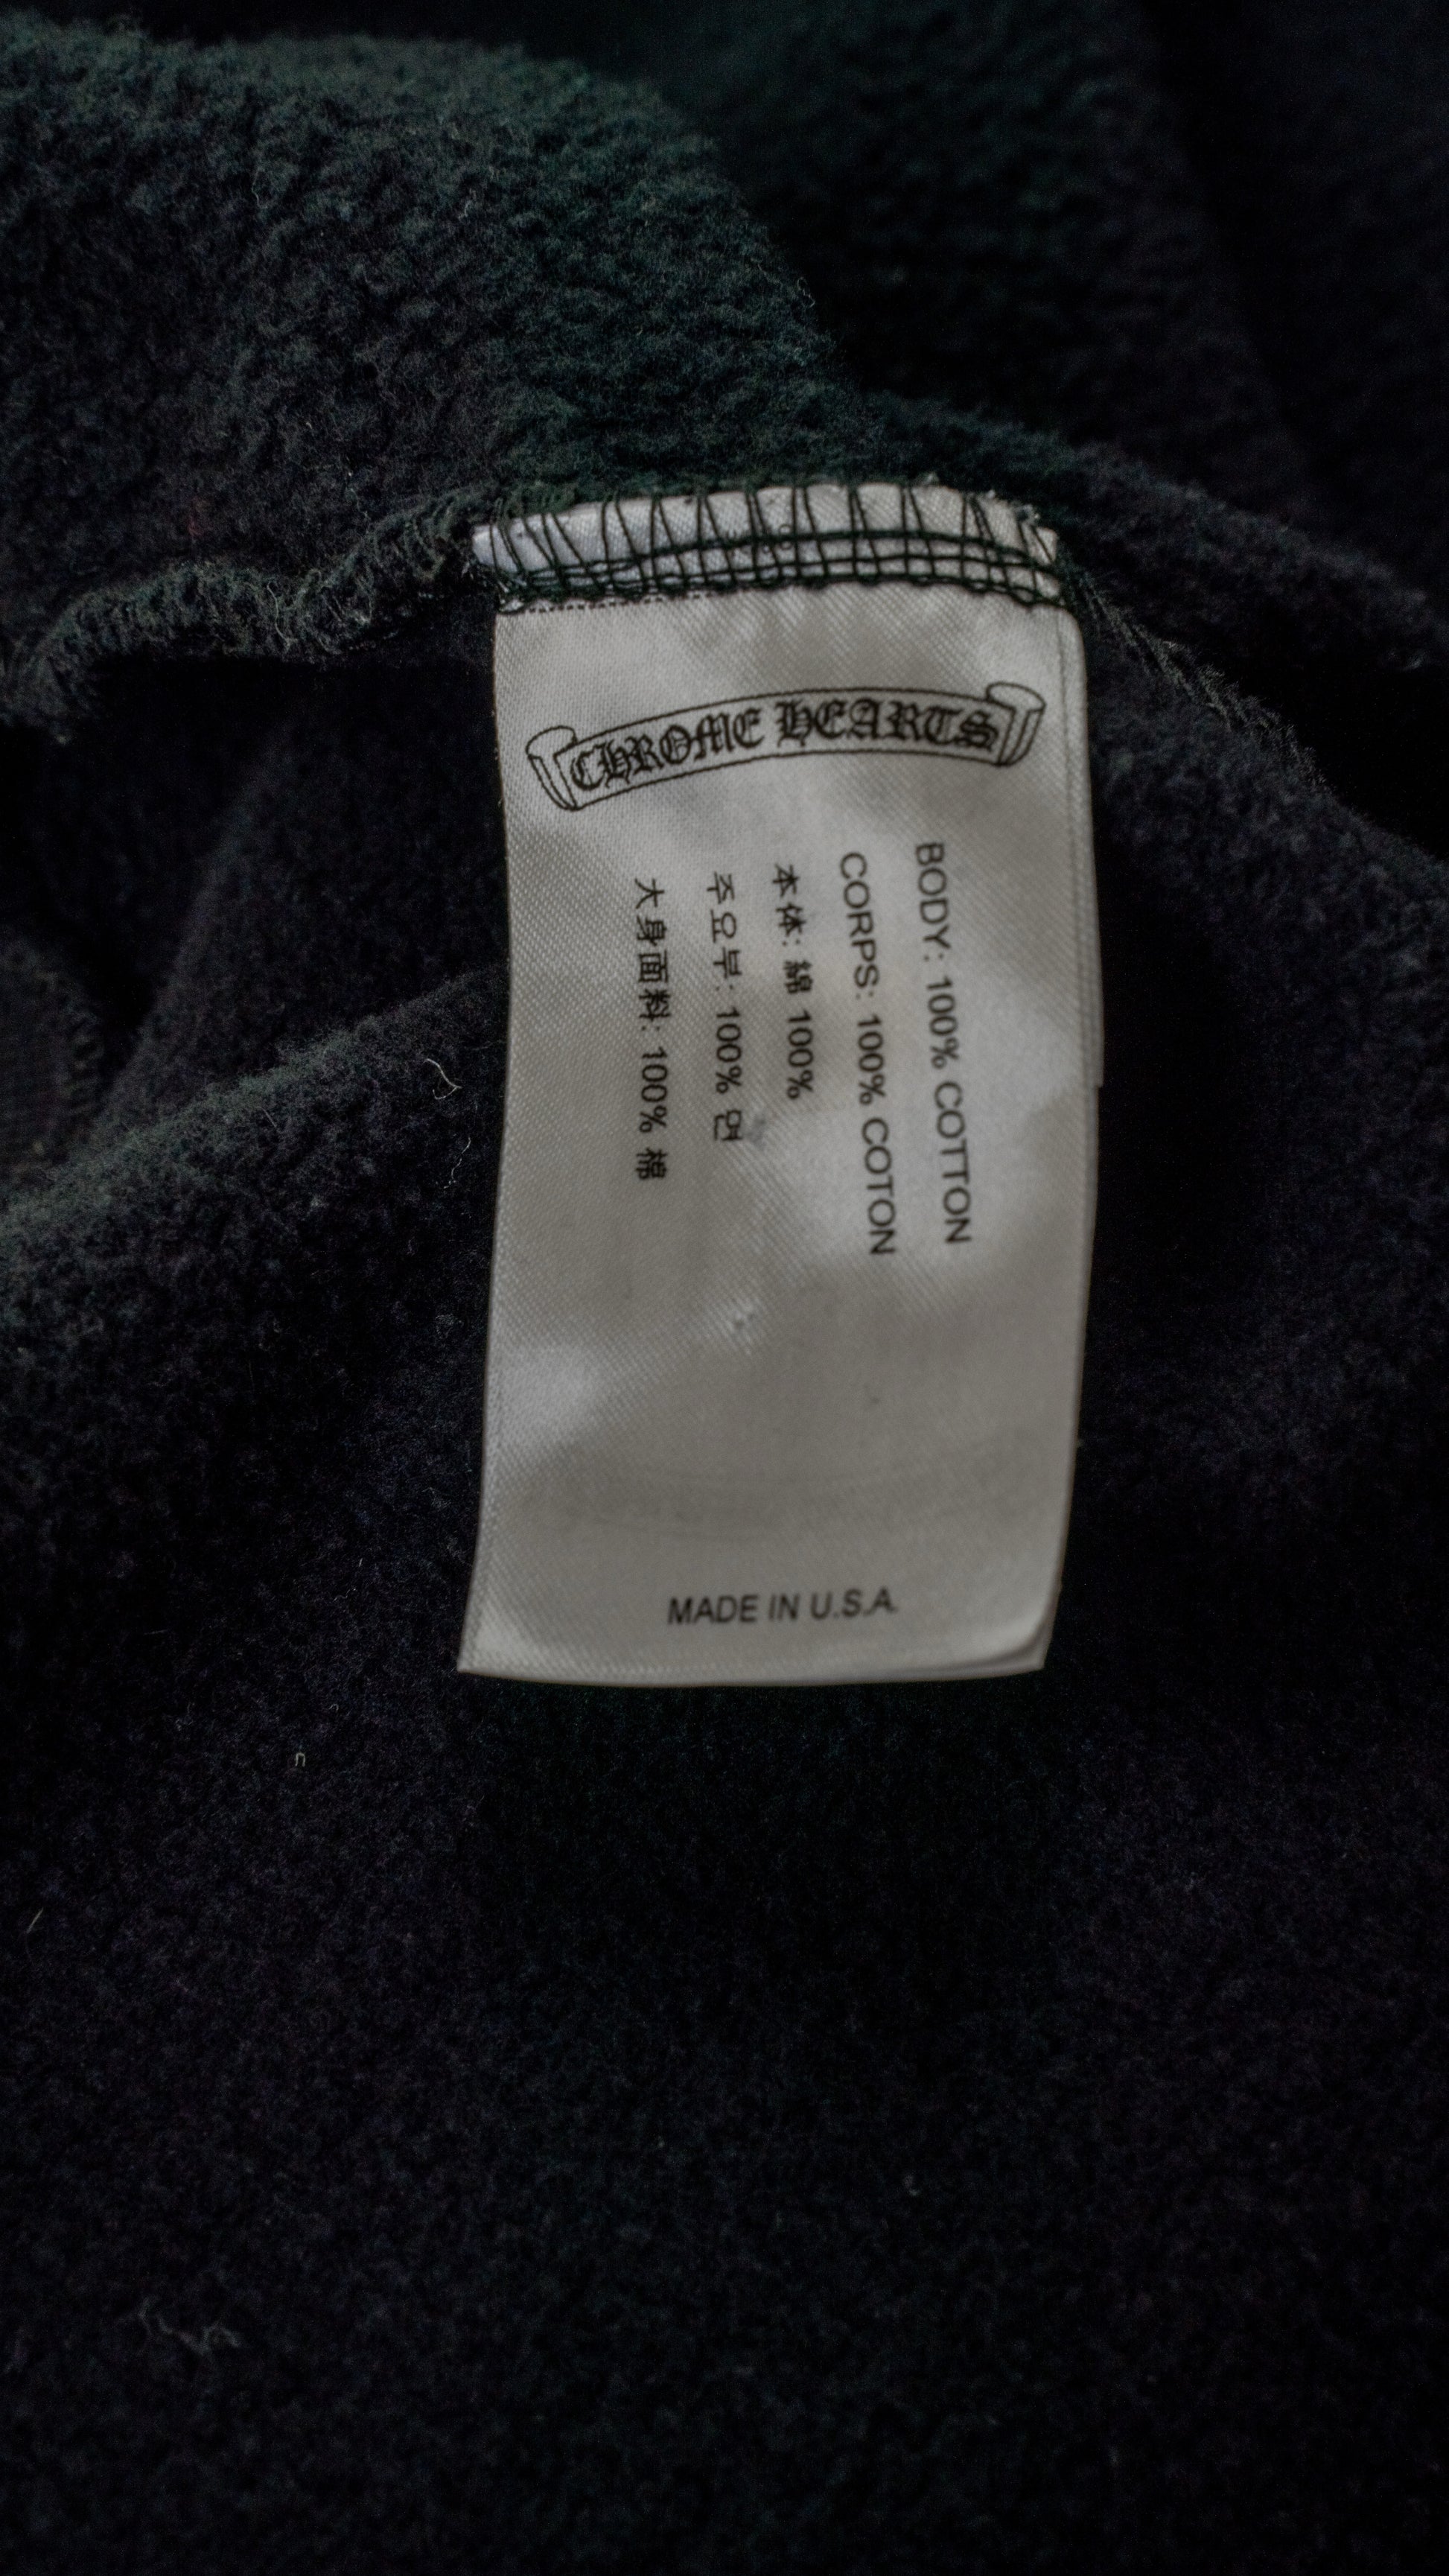 CHROME HEARTS
BODY: 100% COTTON
CORPS: 100% COTON
本体: 綿 100%
주요부: 100% 면
大身面料: 100% 棉
MADE IN U.S.A.